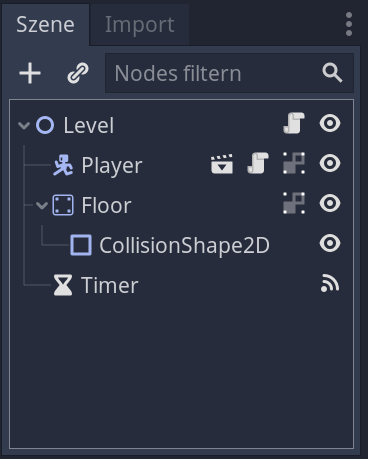 Szene Import
Nodes filtern
Level
Player
Floor
CollisionShape2D
Timer